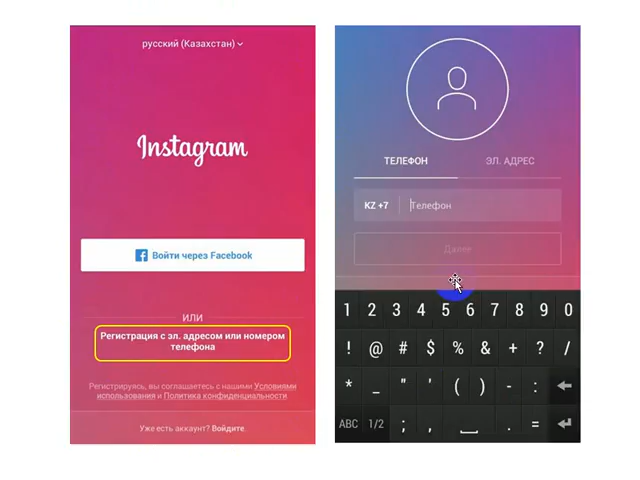 русский (Казахстан)
Instagram
Войти через Facebook
ИЛИ
Регистрация с эл. адресом или номером
телефона
Регистрируясь, вы соглашаетесь с нашими Условиями
использования и Политика конфиденциальности
Уже есть аккаунт? Войдите.
ТЕЛЕФОН ЭЛ. АДРЕС
KZ +7 Телефон
Далее
1 2 3 4 5 6 7 8 9 0
! @ # $ % & + ? /
* _ " ' ( ) - :
ABC 1/2 ; , . =